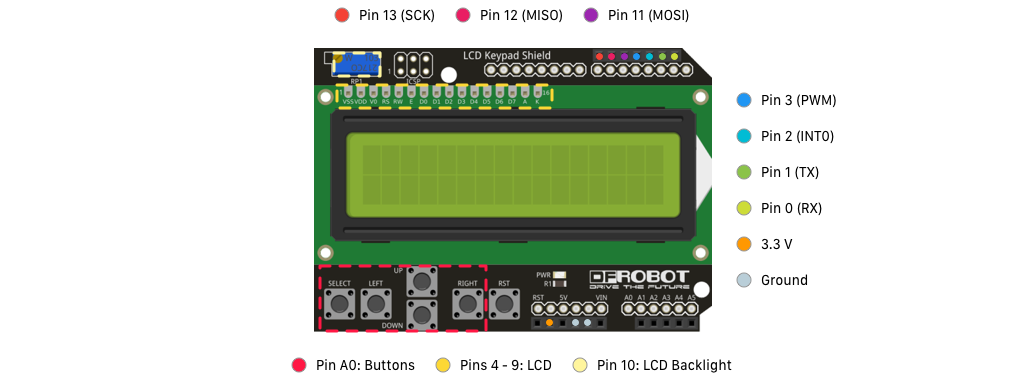 Pin 13 (SCK) Pin 12 (MISO) Pin 11 (MOSI)
LCD Keypad Shield
1
RP1 ICSP
1 16
VSS VDD V0 RS RW E D0 D1 D2 D3 D4 D5 D6 D7 A K
Pin 3 (PWM)
Pin 2 (INT0)
Pin 1 (TX)
Pin 0 (RX)
3.3 V
Ground
UP
SELECT LEFT RIGHT RST
DOWN
PWR
R1
DFROBOT
DRIVE THE FUTURE
RST 5V VIN A0 A1 A2 A3 A4 A5
Pin A0: Buttons Pins 4 - 9: LCD Pin 10: LCD Backlight